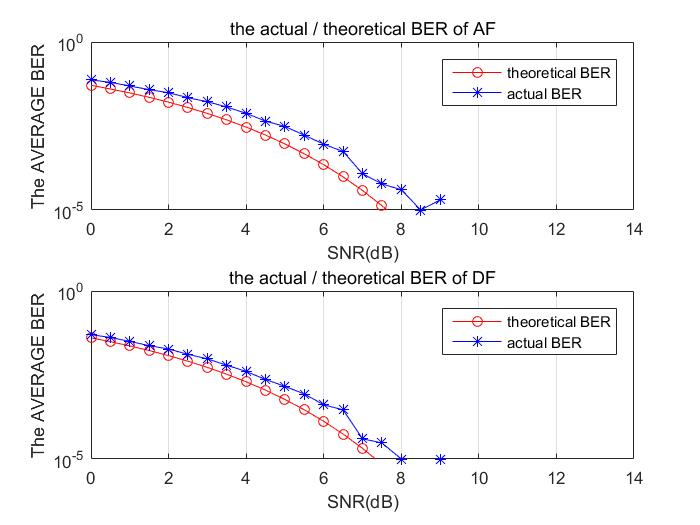 the actual / theoretical BER of AF
10^0
theoretical BER
actual BER
The AVERAGE BER
10^-5
0 2 4 6 8 10 12 14
SNR(dB)
the actual / theoretical BER of DF
10^0
theoretical BER
actual BER
The AVERAGE BER
10^-5
0 2 4 6 8 10 12 14
SNR(dB)